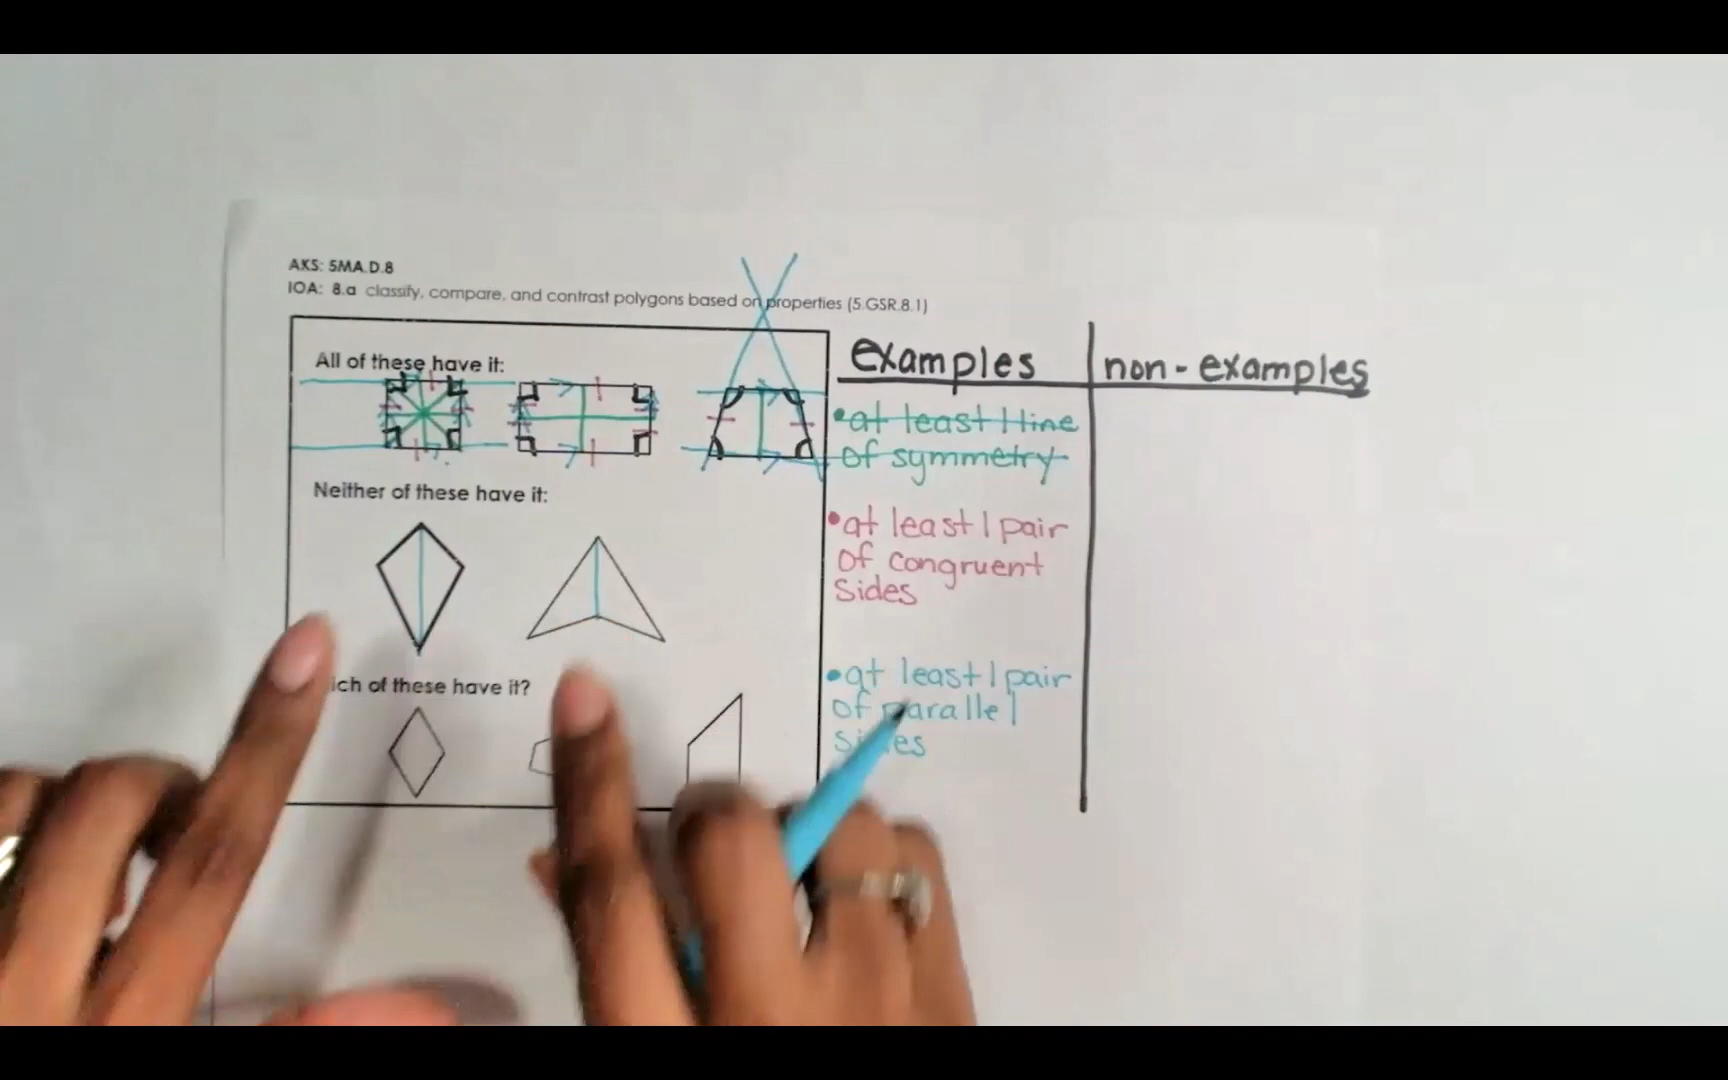 AKS: 5MA.D.8
IOA: 8.a classify, compare, and contrast polygons based on properties (5.GSR.8.1)
All of these have it:
Neither of these have it:
of these have it?
examples
non-examples
•at least 1 line
of symmetry
•at least 1 pair
of congruent
sides
•at least 1 pair
of parallel
sides